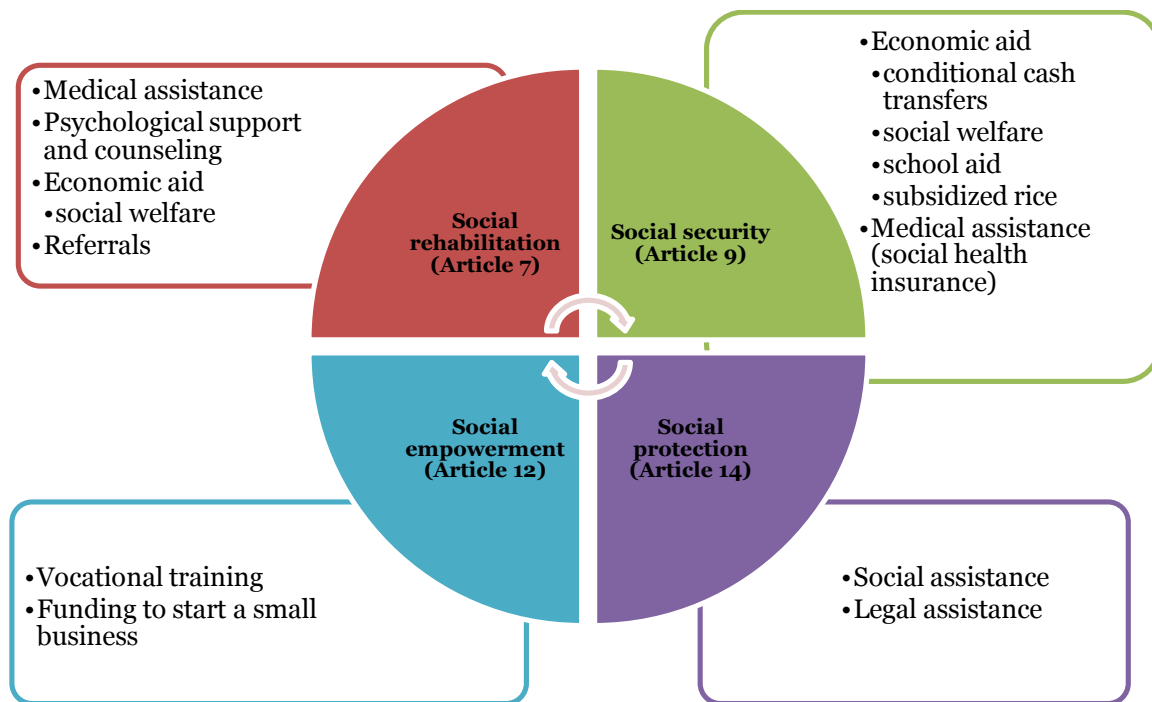 •Medical assistance
•Psychological support
and counseling
•Economic aid
•social welfare
•Referrals
•Economic aid
•conditional cash
transfers
•social welfare
•school aid
•subsidized rice
•Medical assistance
(social health
insurance)
Social
rehabilitation
(Article 7)
Social security
(Article 9)
Social
empowerment
(Article 12)
Social
protection
(Article 14)
•Vocational training
•Funding to start a small
business
•Social assistance
•Legal assistance